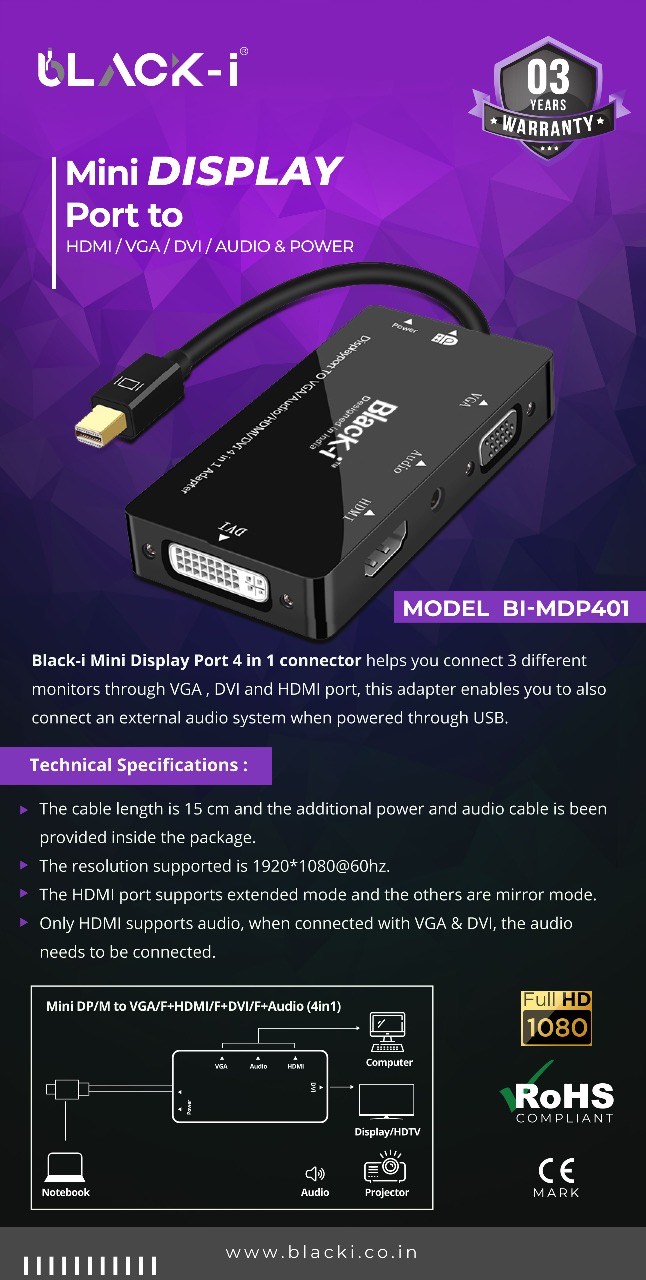 bLACK-i®
03
YEARS
WARRANTY
Mini DISPLAY
Port to
HDMI / VGA / DVI / AUDIO & POWER
Power
Displayport TO VGA/Audio/HDMI/DVI 4 in 1 Adapter
Black-i™
Designed in India
VGA
Audio
HDMI
DVI
MODEL BI-MDP401
Black-i Mini Display Port 4 in 1 connector helps you connect 3 different
monitors through VGA , DVI and HDMI port, this adapter enables you to also
connect an external audio system when powered through USB.
Technical Specifications :
The cable length is 15 cm and the additional power and audio cable is been
provided inside the package.
The resolution supported is 1920*1080@60hz.
The HDMI port supports extended mode and the others are mirror mode.
Only HDMI supports audio, when connected with VGA & DVI, the audio
needs to be connected.
Mini DP/M to VGA/F+HDMI/F+DVI/F+Audio (4in1)
Computer
VGA
Audio
HDMI
DVI
Power
Display/HDTV
Notebook
Audio
Projector
Full HD
1080
RoHS
COMPLIANT
CE
MARK
www.blacki.co.in